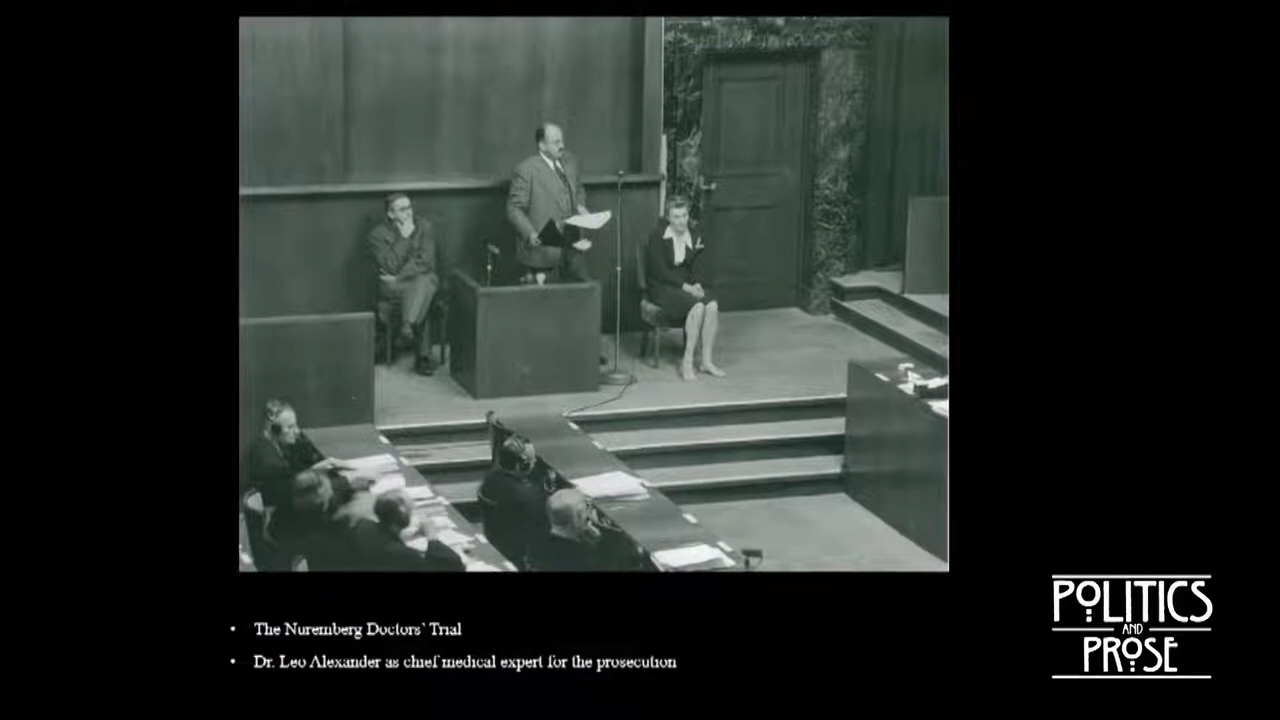 • The Nuremberg Doctors' Trial
• Dr. Leo Alexander as chief medical expert for the prosecution
POLITICS
AND
PROSE